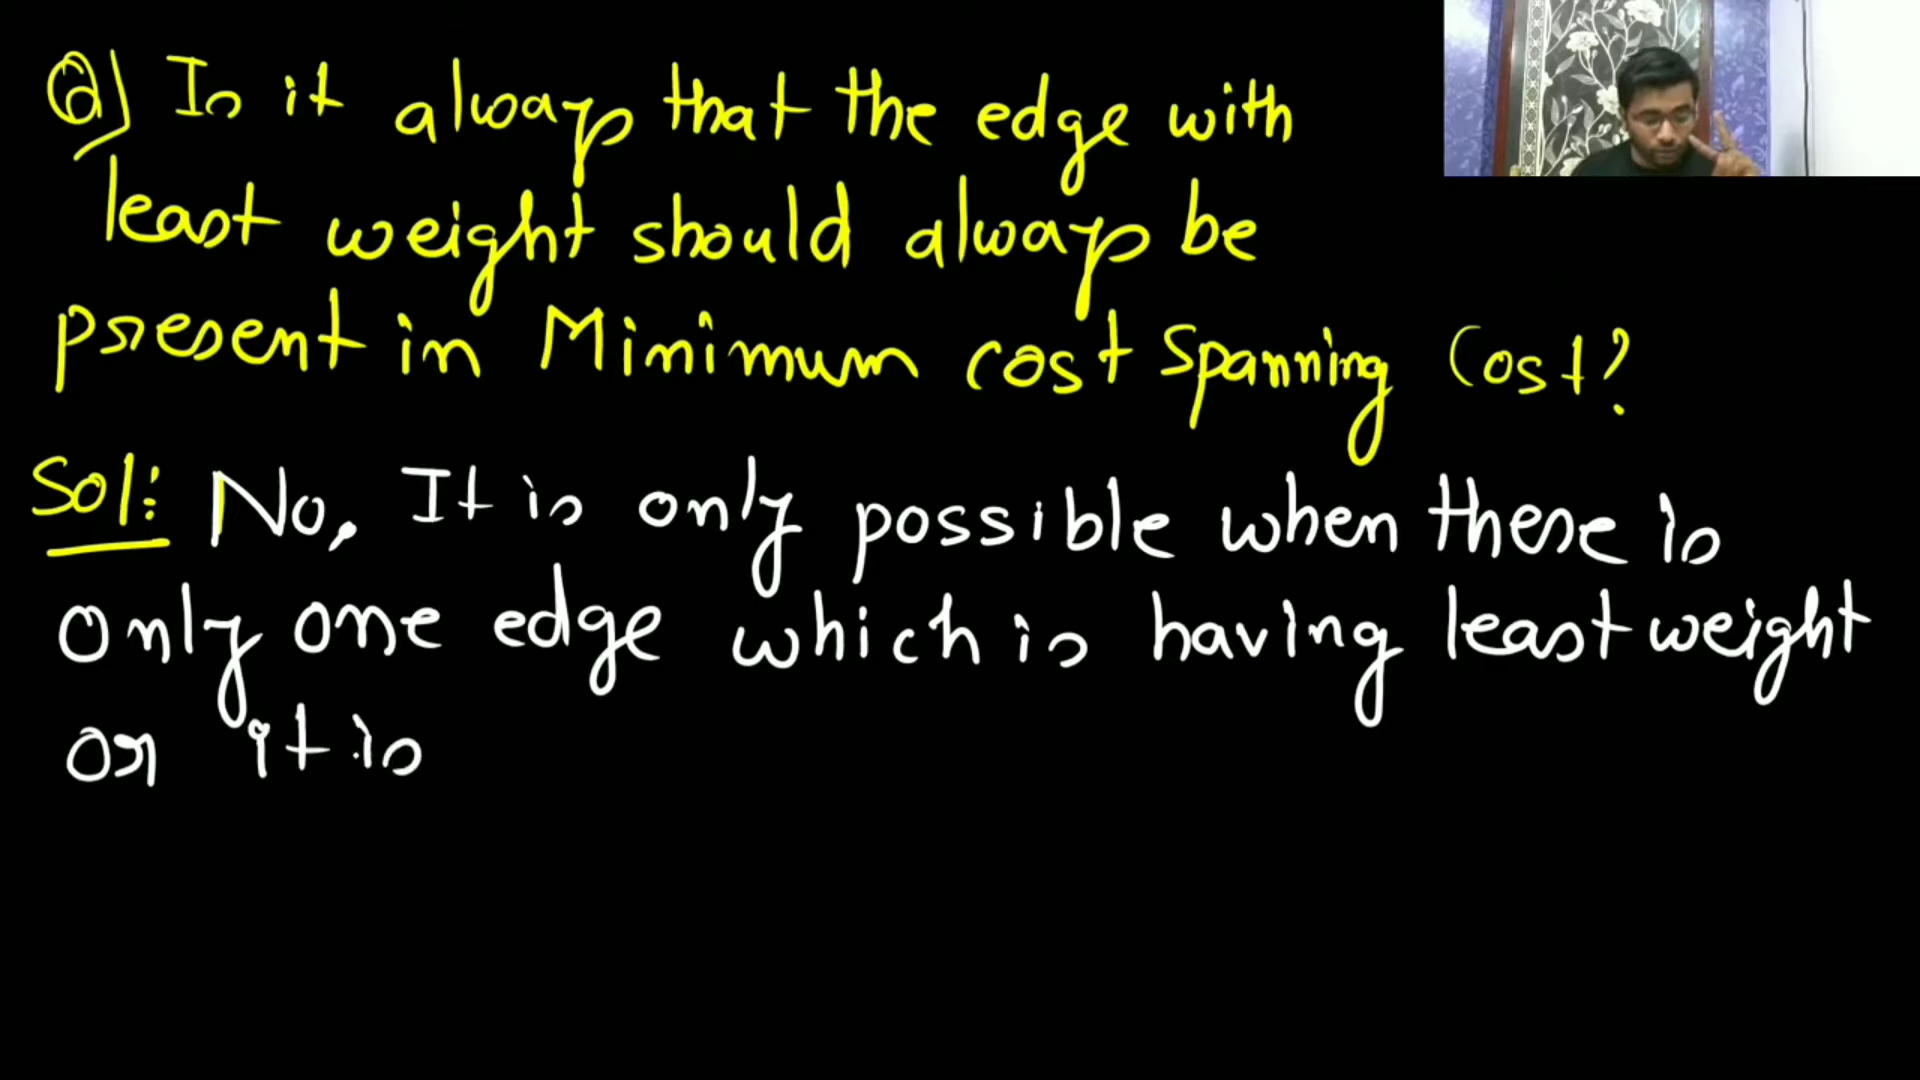 Q) Is it always that the edge with
least weight should always be
present in Minimum cost spanning Cost?
Sol: No, It is only possible when there is
only one edge which is having least weight
or it is